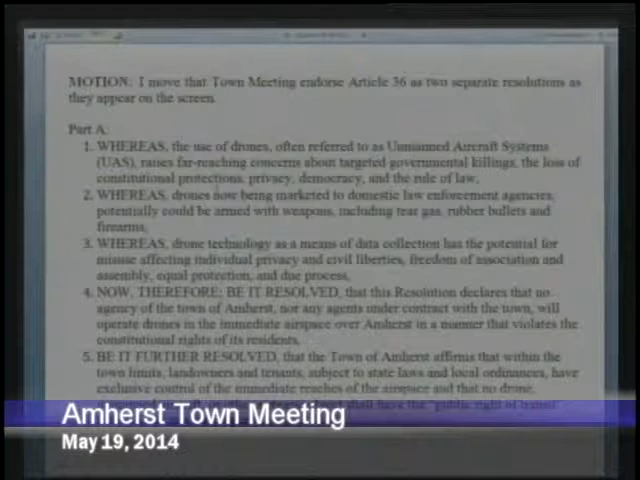 MOTION: I move that Town Meeting endorse Article 36 as two separate resolutions as
they appear on the screen.
Part A:
1. WHEREAS, the use of drones, often referred to as Unmanned Aircraft Systems
(UAS), raises far-reaching concerns about targeted governmental killings, the loss of
constitutional protections, privacy, democracy, and the rule of law,
2. WHEREAS, drones now being marketed to domestic law enforcement agencies,
potentially could be armed with weapons, including tear gas, rubber bullets and
firearms,
3. WHEREAS, drone technology as a means of data collection has the potential for
misuse affecting individual privacy and civil liberties, freedom of association and
assembly, equal protection, and due process,
4. NOW, THEREFORE; BE IT RESOLVED, that this Resolution declares that no
agency of the town of Amherst, nor any agents under contract with the town, will
operate drones in the immediate airspace over Amherst in a manner that violates the
constitutional rights of its residents.
5. BE IT FURTHER RESOLVED, that the Town of Amherst affirms that within the
town limits, landowners and tenants, subject to state laws and local ordinances, have
exclusive control of the immediate reaches of the airspace and that no drone,
shall have the "public right of transit"
Amherst Town Meeting
May 19, 2014